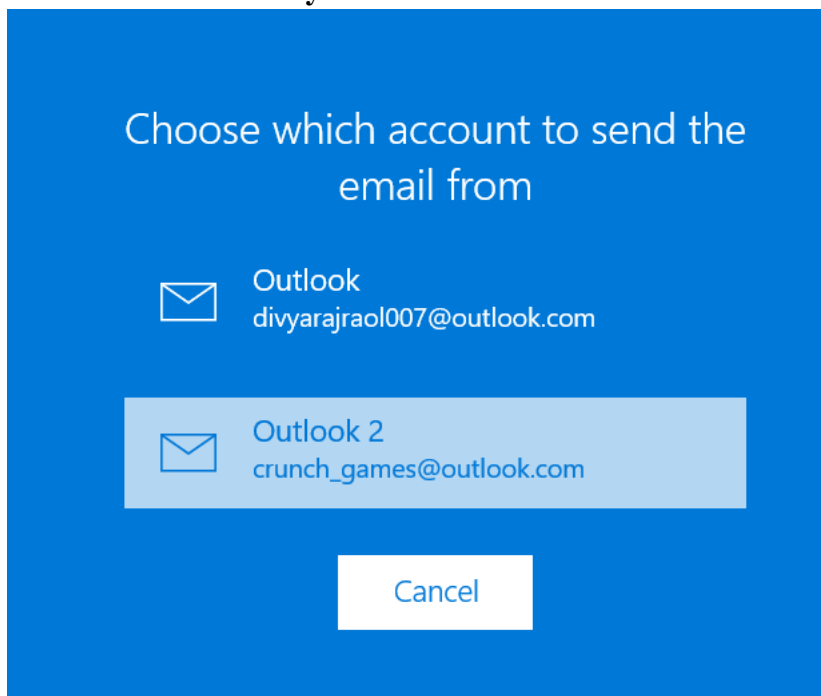 Choose which account to send the
email from
Outlook
divyarajraol007@outlook.com
Outlook 2
crunch_games@outlook.com
Cancel